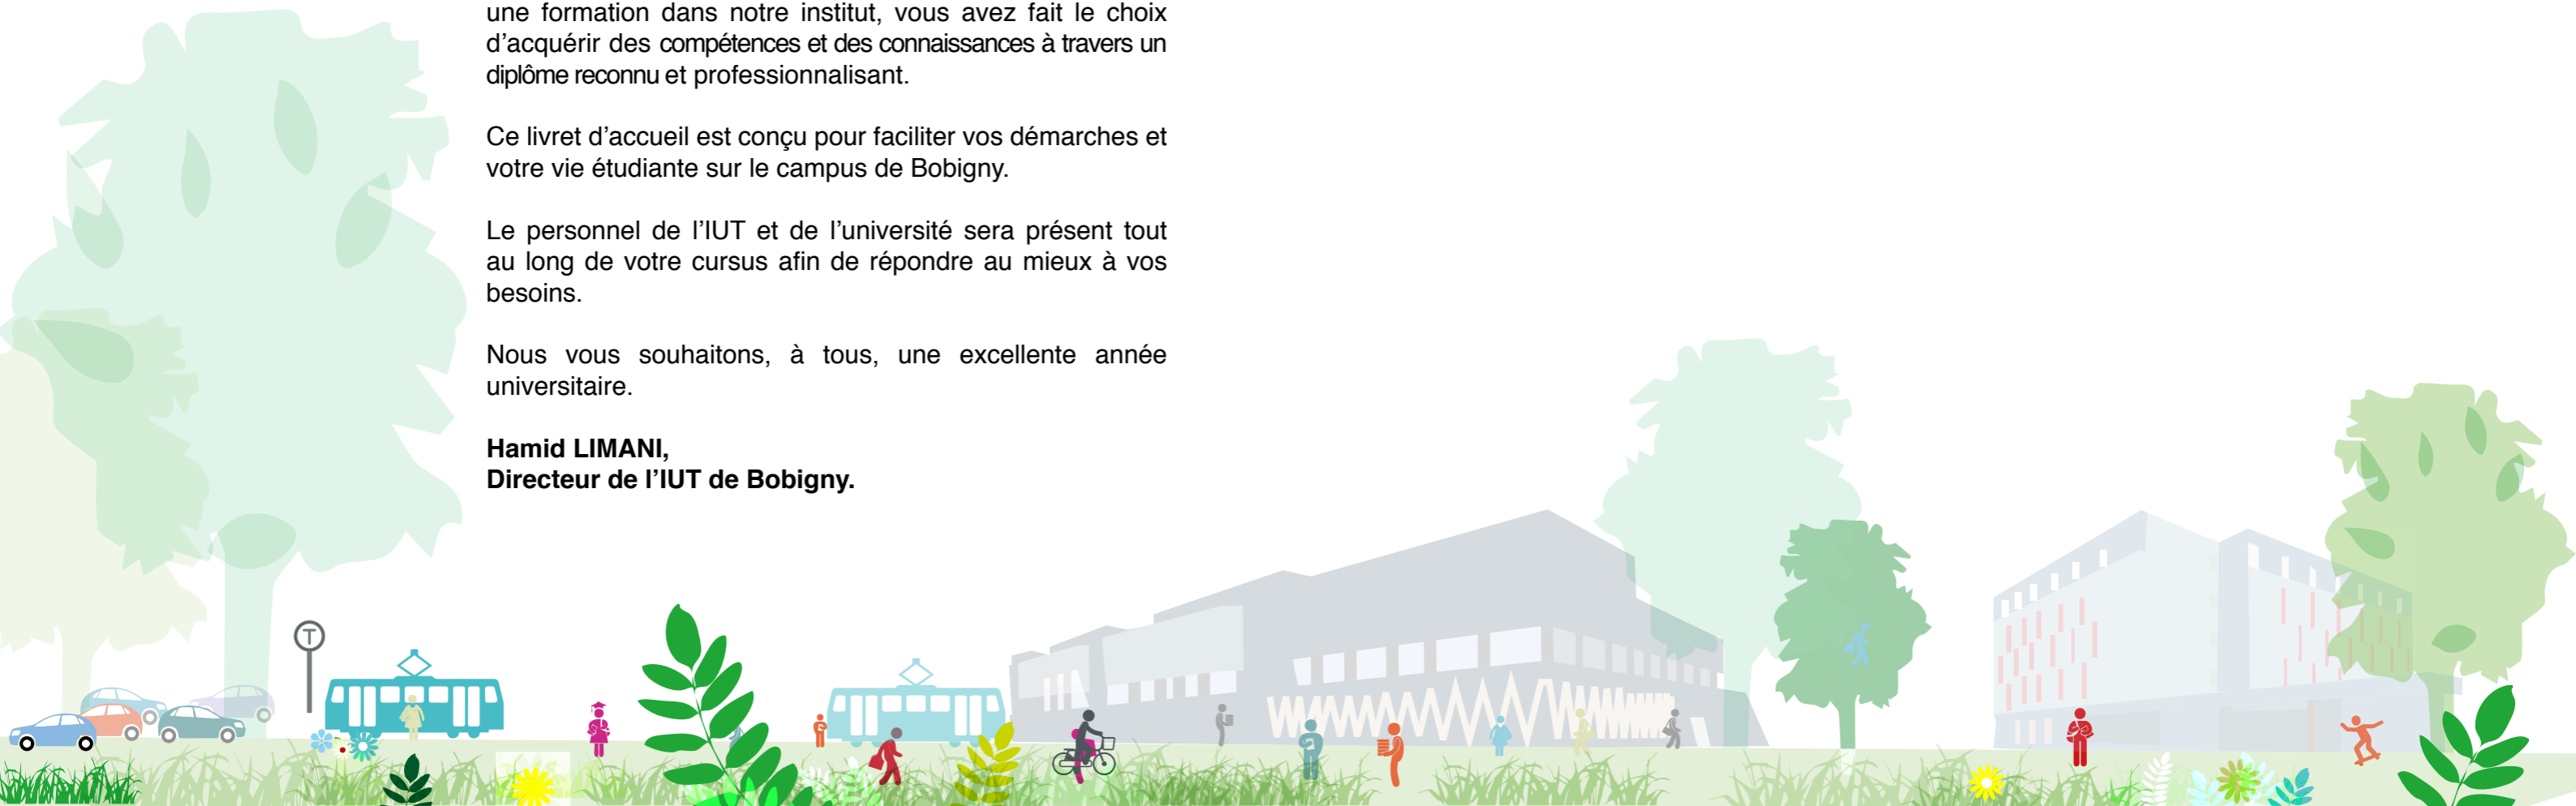 une formation dans notre institut, vous avez fait le choix
d’acquérir des compétences et des connaissances à travers un
diplôme reconnu et professionnalisant.
Ce livret d’accueil est conçu pour faciliter vos démarches et
votre vie étudiante sur le campus de Bobigny.
Le personnel de l’IUT et de l’université sera présent tout
au long de votre cursus afin de répondre au mieux à vos
besoins.
Nous vous souhaitons, à tous, une excellente année
universitaire.
Hamid LIMANI,
Directeur de l’IUT de Bobigny.
T